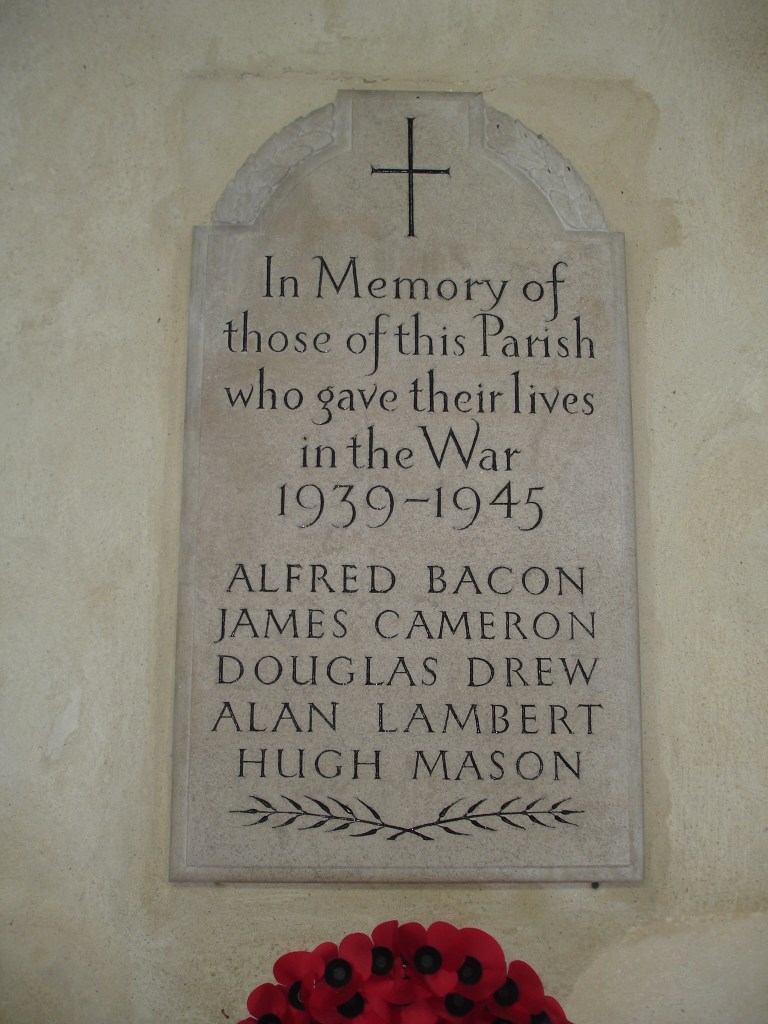 In Memory of
those of this Parish
who gave their lives
in the War
1939-1945
ALFRED BACON
JAMES CAMERON
DOUGLAS DREW
ALAN LAMBERT
HUGH MASON